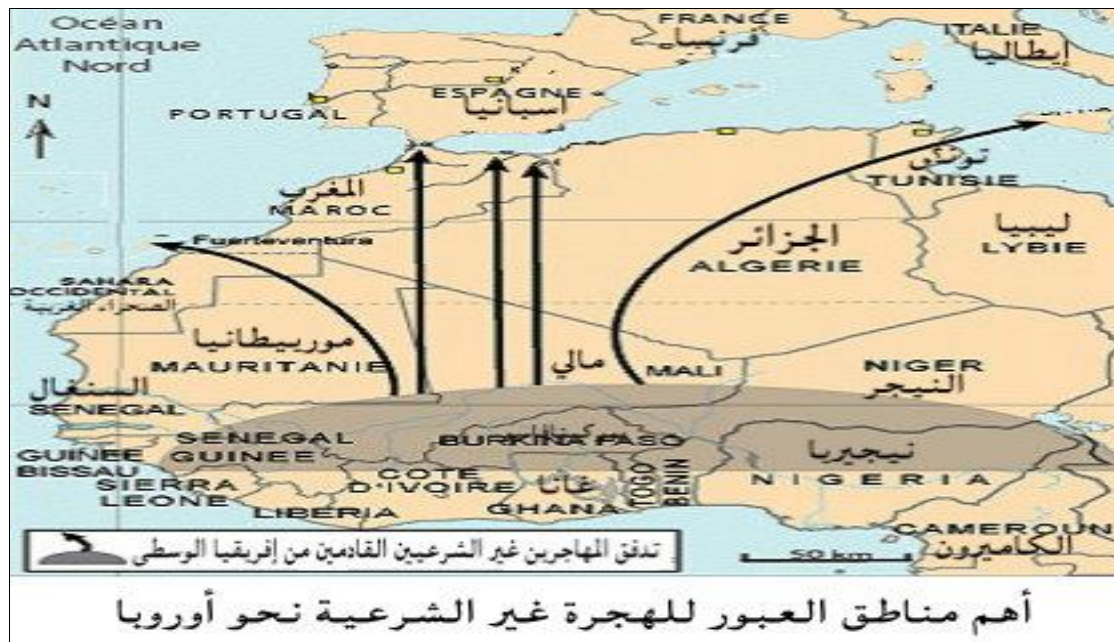 Océan
Atlantique
Nord
FRANCE
فرنسا
ITALIE
إيطاليا
N
PORTUGAL
ESPAGNE
اسبانيا
المغرب
MAROC
تونس
TUNISIE
Fuerteventura
الجزائر
ALGERIE
ليبيا
LYBIE
SAHARA
OCCIDENTAL
الصحراء الغربية
موريطانيا
MAURITANIE
مالي
MALI
NIGER
النيجر
السنغال
SENEGAL
SENEGAL
GUINEE
BURKINA FASO
نيجيريا
NIGERIA
GUINEE
BISSAU
SIERRA
LEONE
LIBERIA
COTE
D'IVOIRE
غانا
GHANA
TOGO
BENIN
CAMEROUN
الكاميرون
50 km
تدفق المهاجرين غير الشرعيين القادمين من إفريقيا الوسطى
أهم مناطق العبور للهجرة غير الشرعية نحو أوروبا